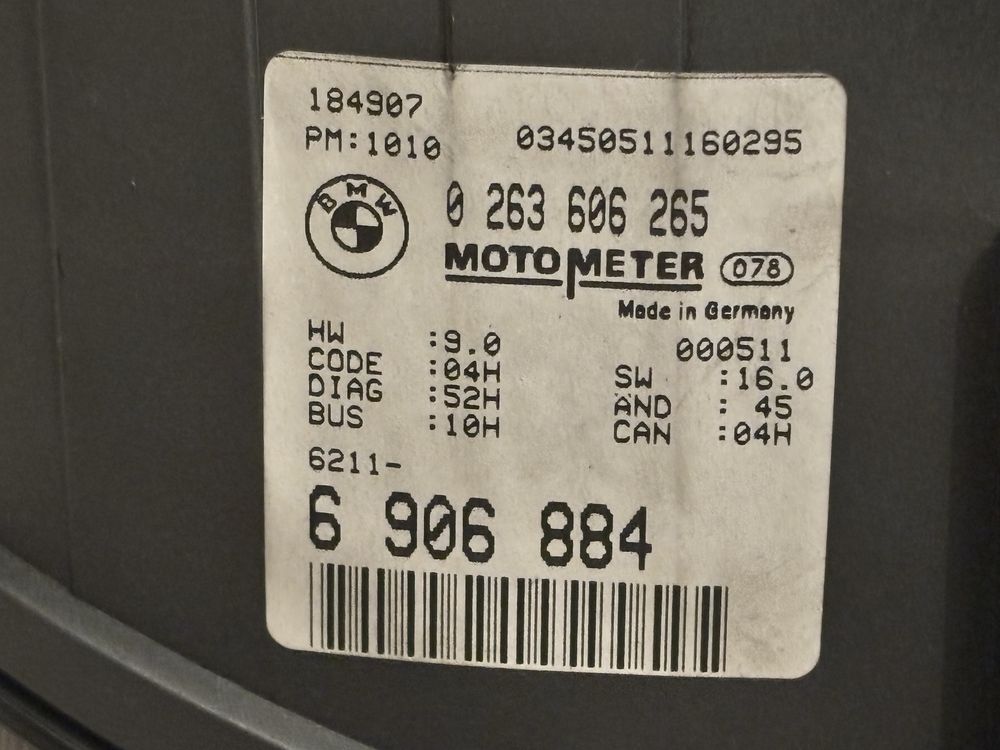 184907
PM:1010 03450511160295
BMW
0 263 606 265
MOTOMETER 078
Made in Germany
HW :9.0 000511
CODE :04H SW :16.0
DIAG :52H AND : 45
BUS :10H CAN :04H
6211-
6 906 884